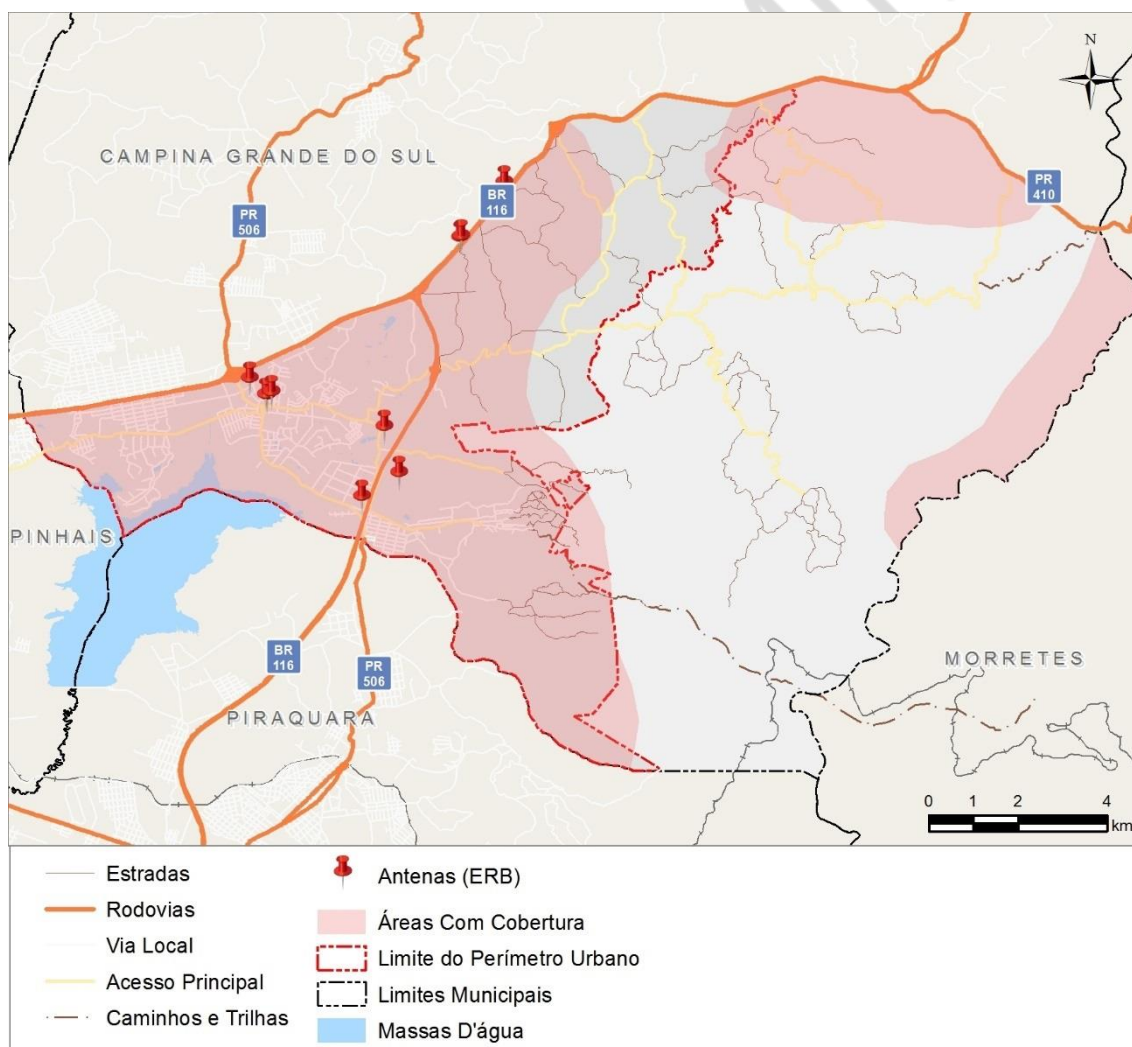 N
CAMPINA GRANDE DO SUL
BR
116
PR
410
PR
506
PINHAIS
BR
116
PR
506
MORRETES
PIRAQUARA
0 1 2 4
km
Estradas
Rodovias
Via Local
Acesso Principal
Caminhos e Trilhas
Antenas (ERB)
Áreas Com Cobertura
Limite do Perímetro Urbano
Limites Municipais
Massas D'água